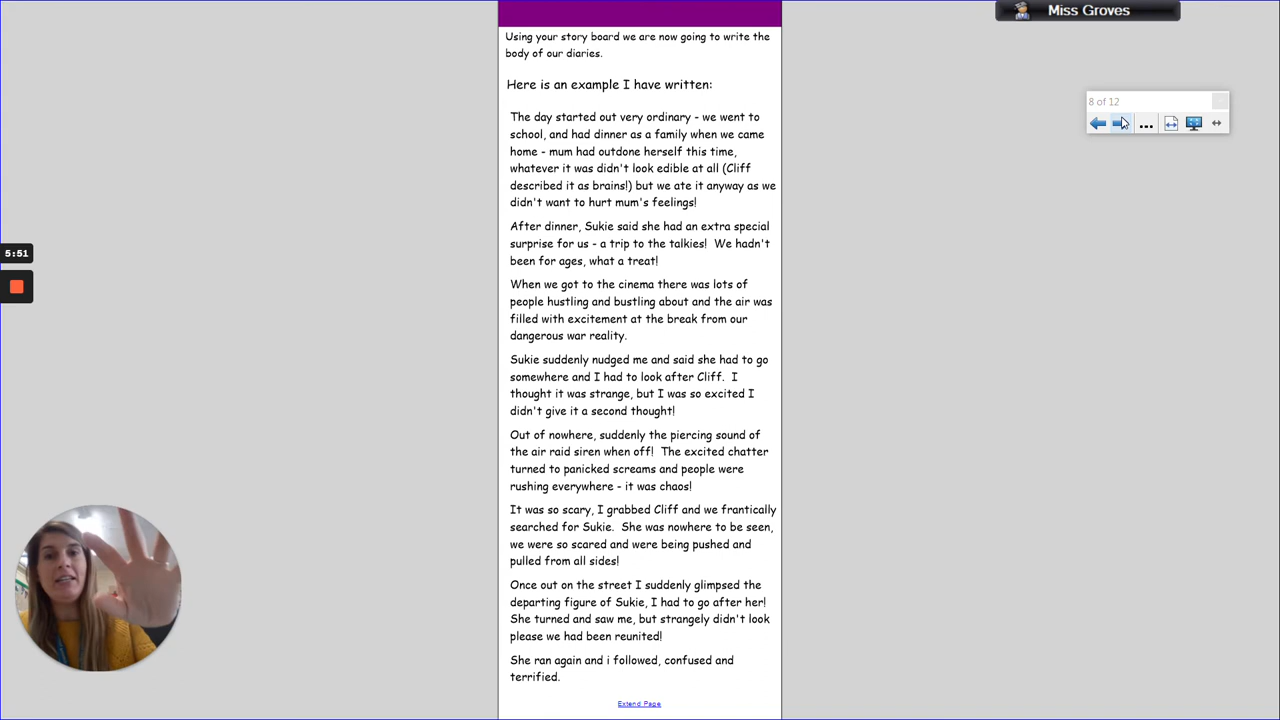 Miss Groves
Using your story board we are now going to write the
body of our diaries.
Here is an example I have written:
8 of 12
The day started out very ordinary - we went to
school, and had dinner as a family when we came
home - mum had outdone herself this time,
whatever it was didn't look edible at all (Cliff
described it as brains!) but we ate it anyway as we
didn't want to hurt mum's feelings!
After dinner, Sukie said she had an extra special
surprise for us - a trip to the talkies!  We hadn't
been for ages, what a treat!
5:51
When we got to the cinema there was lots of
people hustling and bustling about and the air was
filled with excitement at the break from our
dangerous war reality.
Sukie suddenly nudged me and said she had to go
somewhere and I had to look after Cliff.  I
thought it was strange, but I was so excited I
didn't give it a second thought!
Out of nowhere, suddenly the piercing sound of
the air raid siren when off!  The excited chatter
turned to panicked screams and people were
rushing everywhere - it was chaos!
It was so scary, I grabbed Cliff and we frantically
searched for Sukie.  She was nowhere to be seen,
we were so scared and were being pushed and
pulled from all sides!
Once out on the street I suddenly glimpsed the
departing figure of Sukie, I had to go after her!
She turned and saw me, but strangely didn't look
please we had been reunited!
She ran again and i followed, confused and
terrified.
Extend Page